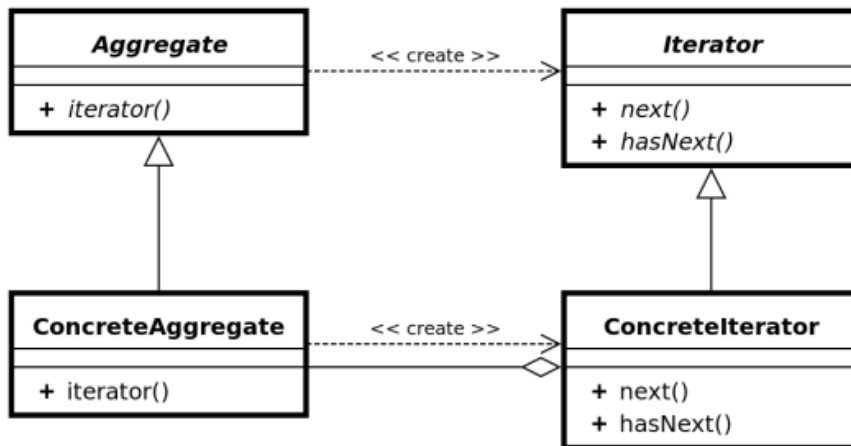 Aggregate
<< create >>
Iterator
+ iterator()
+ next()
+ hasNext()
ConcreteAggregate
<< create >>
ConcreteIterator
+ iterator()
+ next()
+ hasNext()